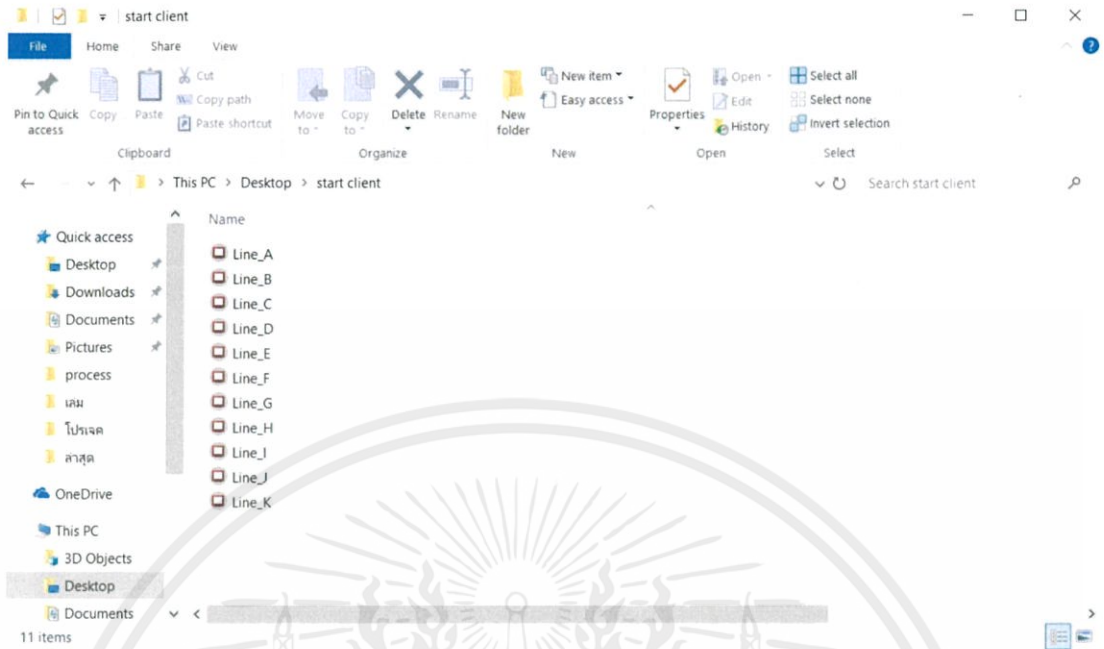 start client
File Home Share View
Pin to Quick access
Copy
Paste
Cut
Copy path
Paste shortcut
Move to
Copy to
Delete
Rename
New folder
New item
Easy access
Properties
Open
Edit
History
Select all
Select none
Invert selection
Clipboard Organize New Open Select
This PC > Desktop > start client
Search start client
Name
Quick access
Desktop
Downloads
Documents
Pictures
process
เล่ม
โปรเจค
ล่าสุด
OneDrive
This PC
3D Objects
Desktop
Documents
Line_A
Line_B
Line_C
Line_D
Line_E
Line_F
Line_G
Line_H
Line_I
Line_J
Line_K
11 items